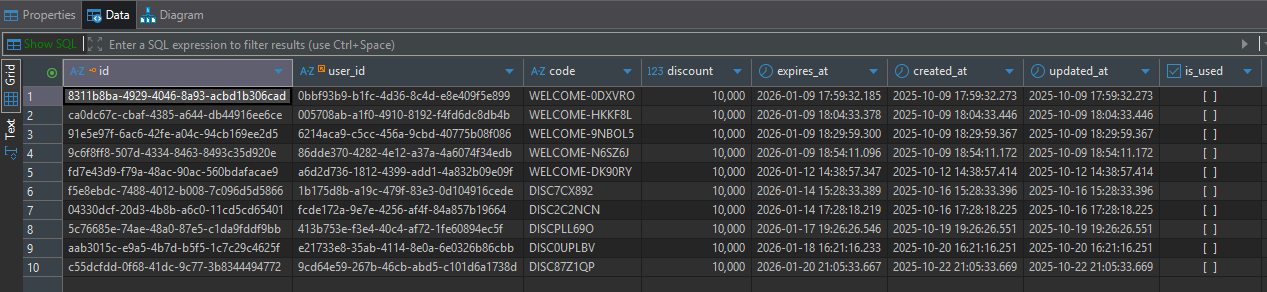 Properties Data Diagram
Show SQL Enter a SQL expression to filter results (use Ctrl+Space)
Grid
Text
A-Z id A-Z user_id A-Z code 123 discount expires_at created_at updated_at is_used
1 8311b8ba-4929-4046-8a93-acbd1b306cad 0bbf93b9-b1fc-4d36-8c4d-e8e409f5e899 WELCOME-0DXVRO 10,000 2026-01-09 17:59:32.185 2025-10-09 17:59:32.273 2025-10-09 17:59:32.273 [ ]
2 ca0dc67c-cbaf-4385-a644-db44916ee6ce 005708ab-a1f0-4910-8192-f4fd6dc8db4b WELCOME-HKKF8L 10,000 2026-01-09 18:04:33.378 2025-10-09 18:04:33.446 2025-10-09 18:04:33.446 [ ]
3 91e5e97f-6ac6-42fe-a04c-94cb169ee2d5 6214aca9-c5cc-456a-9cbd-40775b08f086 WELCOME-9NBOL5 10,000 2026-01-09 18:29:59.300 2025-10-09 18:29:59.367 2025-10-09 18:29:59.367 [ ]
4 9c6f8ff8-507d-4334-8463-8493c35d920e 86dde370-4282-4e12-a37a-4a6074f34edb WELCOME-N6SZ6J 10,000 2026-01-09 18:54:11.096 2025-10-09 18:54:11.172 2025-10-09 18:54:11.172 [ ]
5 fd7e43d9-f79a-48ac-90ac-560bdafacae9 a6d2d736-1812-4399-add1-4a832b09e09f WELCOME-DK90RY 10,000 2026-01-12 14:38:57.347 2025-10-12 14:38:57.414 2025-10-12 14:38:57.414 [ ]
6 f5e8ebdc-7488-4012-b008-7c096d5d5866 1b175d8b-a19c-479f-83e3-0d104916cede DISC7CX892 10,000 2026-01-14 15:28:33.389 2025-10-16 15:28:33.396 2025-10-16 15:28:33.396 [ ]
7 04330dcf-20d3-4b8b-a6c0-11cd5cd65401 fcde172a-9e7e-4256-af4f-84a857b19664 DISC2C2NCN 10,000 2026-01-14 17:28:18.219 2025-10-16 17:28:18.225 2025-10-16 17:28:18.225 [ ]
8 5c76685e-74ae-48a0-87e5-c1da9fddf9bb 413b753e-f3e4-40c4-af72-1fe60894ec5f DISCPLL69O 10,000 2026-01-17 19:26:26.546 2025-10-19 19:26:26.551 2025-10-19 19:26:26.551 [ ]
9 aab3015c-e9a5-4b7d-b5f5-1c7c29c4625f e21733e8-35ab-4114-8e0a-6e0326b86cbb DISC0UPLBV 10,000 2026-01-18 16:21:16.233 2025-10-20 16:21:16.251 2025-10-20 16:21:16.251 [ ]
10 c55dcfdd-0f68-41dc-9c77-3b8344494772 9cd64e59-267b-46cb-abd5-c101d6a1738d DISC87Z1QP 10,000 2026-01-20 21:05:33.667 2025-10-22 21:05:33.669 2025-10-22 21:05:33.669 [ ]